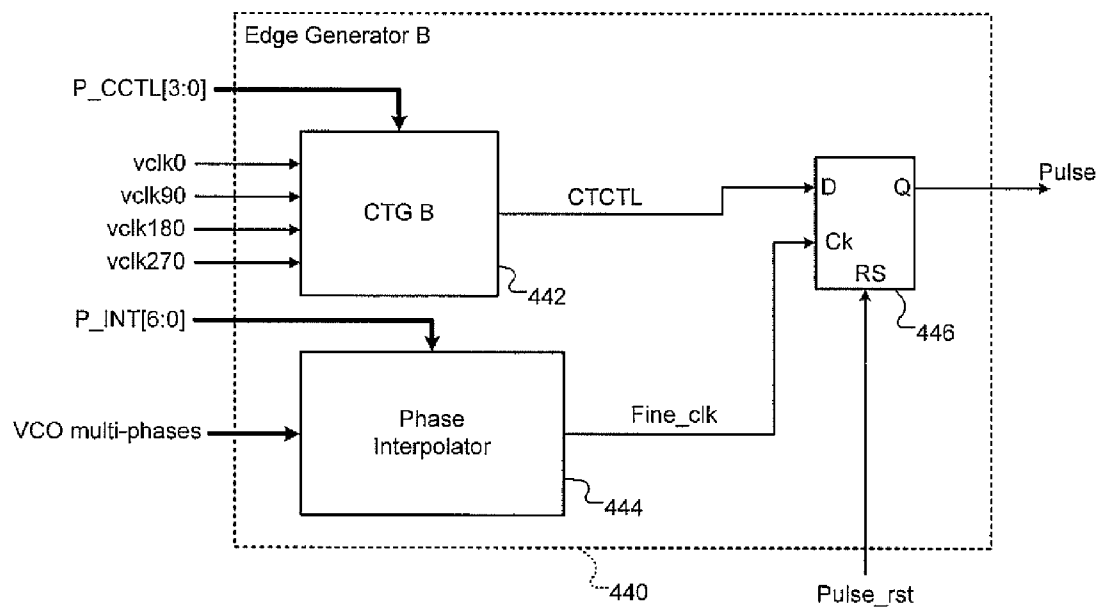 Edge Generator B
P_CCTL[3:0]
vclk0
vclk90
vclk180
vclk270
CTG B
CTCTL
D
Q
Pulse
Ck
RS
442
446
P_INT[6:0]
VCO multi-phases
Phase
Interpolator
Fine_clk
444
440
Pulse_rst